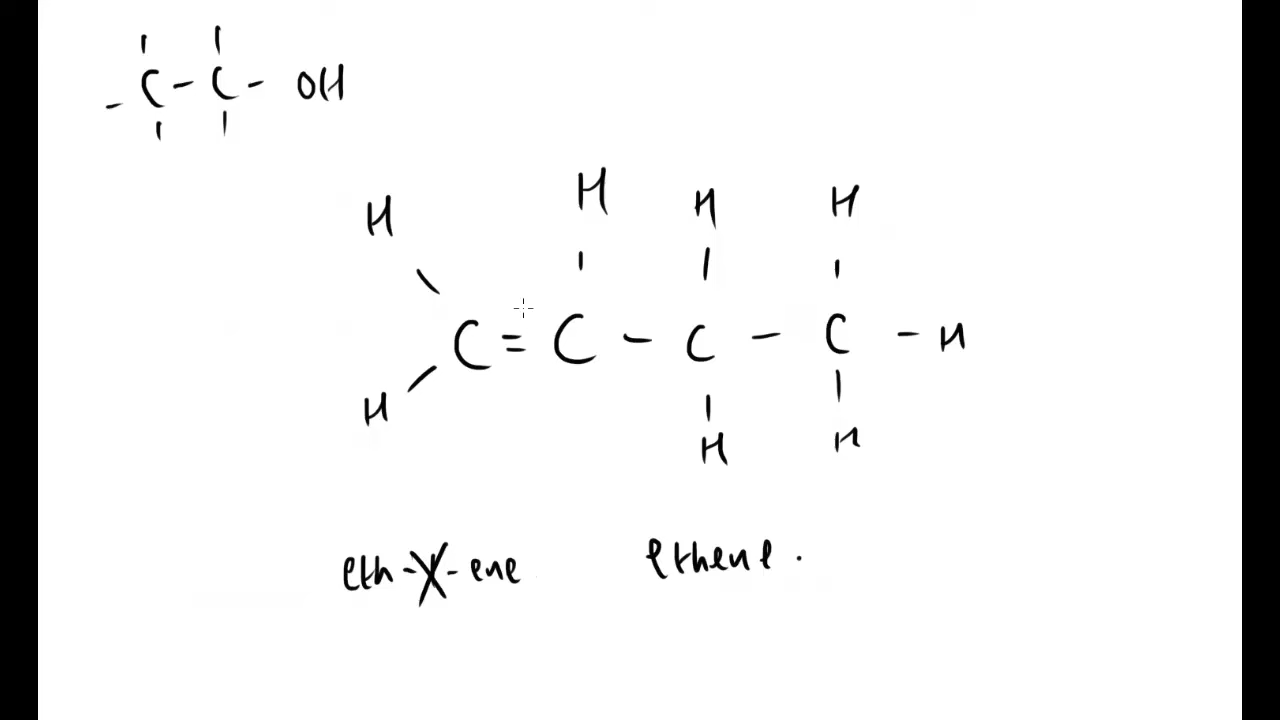 C - C - OH
H H H H
C = C - C - C - H
H H H
eth-X-ene ethene.